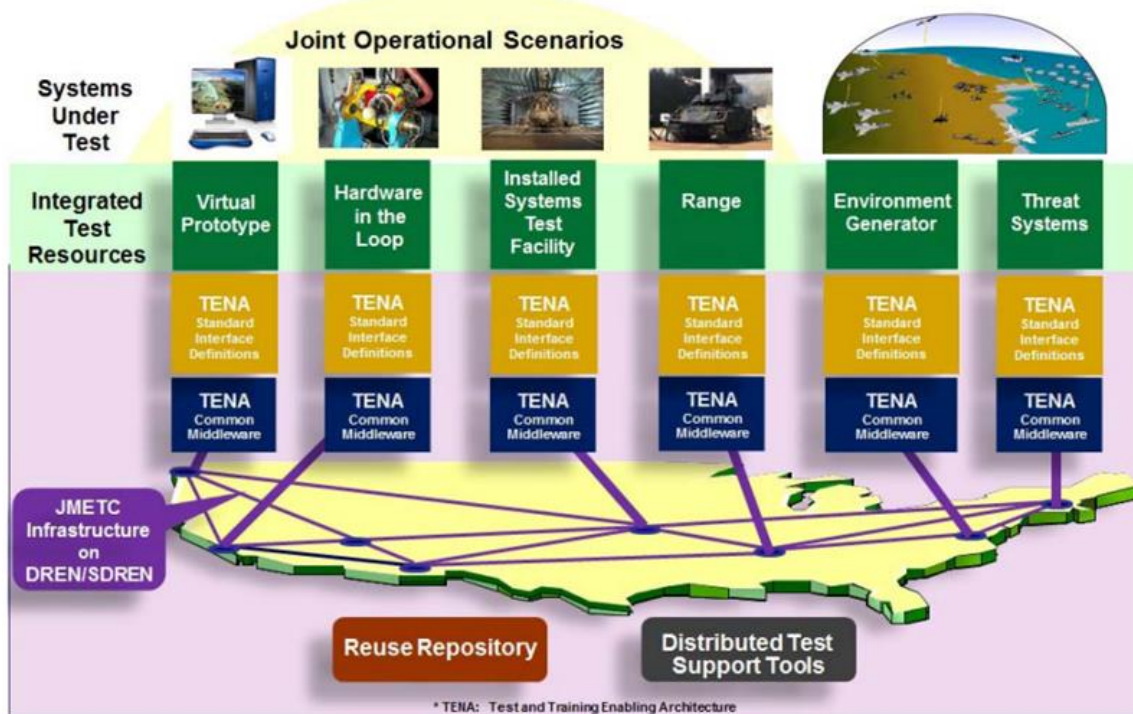 Joint Operational Scenarios
Systems
Under
Test
Integrated
Test
Resources
Virtual
Prototype
Hardware
in the
Loop
Installed
Systems
Test
Facility
Range
Environment
Generator
Threat
Systems
TENA
Standard
Interface
Definitions
TENA
Standard
Interface
Definitions
TENA
Standard
Interface
Definitions
TENA
Standard
Interface
Definitions
TENA
Standard
Interface
Definitions
TENA
Standard
Interface
Definitions
TENA
Common
Middleware
TENA
Common
Middleware
TENA
Common
Middleware
TENA
Common
Middleware
TENA
Common
Middleware
TENA
Common
Middleware
JMETC
Infrastructure
on
DREN/SDREN
Reuse Repository
Distributed Test
Support Tools
* TENA: Test and Training Enabling Architecture